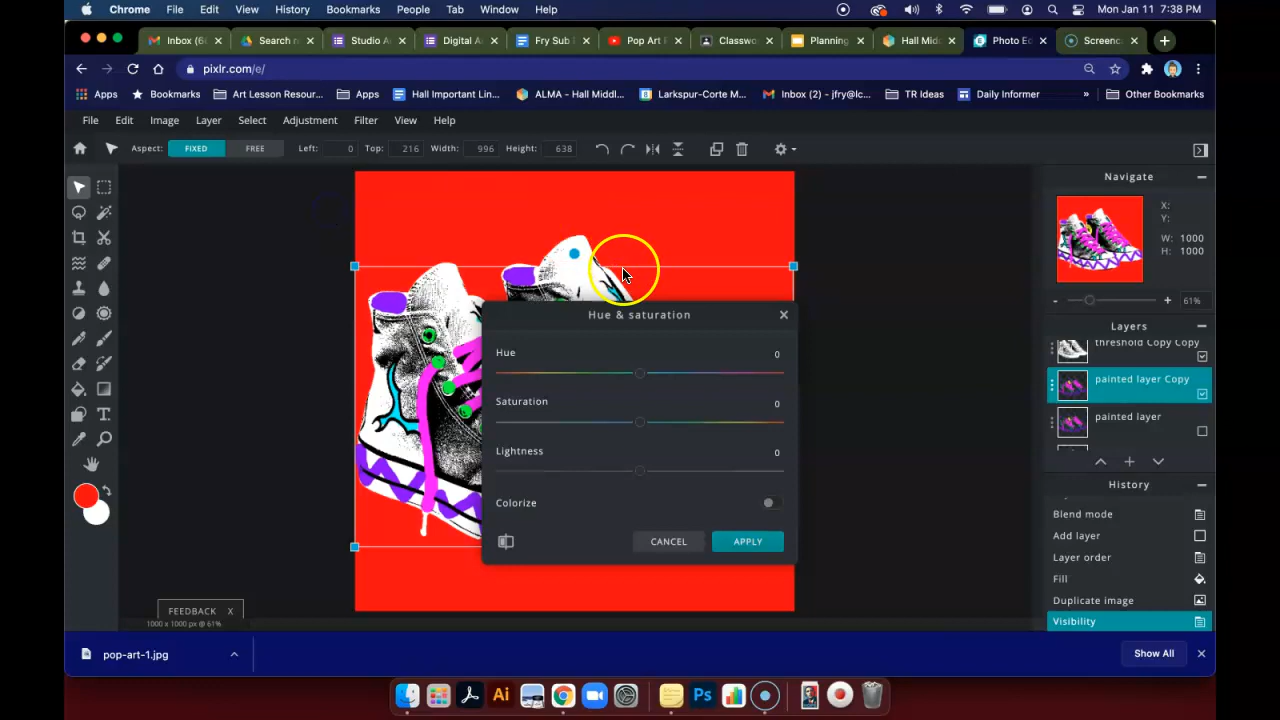 Chrome File Edit View History Bookmarks People Tab Window Help Mon Jan 11 7:38 PM
Inbox (6 Search r Studio A Digital A Fry Sub Pop Art Classwo Planning Hall Midd Photo Ed Screenc
pixlr.com/e/
Apps Bookmarks Art Lesson Resour... Apps Hall Important Lin... ALMA - Hall Middl... Larkspur-Corte M... Inbox (2) - jfry@lc... TR Ideas Daily Informer » Other Bookmarks
File Edit Image Layer Select Adjustment Filter View Help
Aspect: FIXED FREE Left: 0 Top: 216 Width: 996 Height: 638
Navigate
X:
Y:
W: 1000
H: 1000
- + 61%
Layers
threshold Copy Copy
painted layer Copy
painted layer
History
Blend mode
Add layer
Layer order
Fill
Duplicate image
Visibility
Hue & saturation
Hue 0
Saturation 0
Lightness 0
Colorize
CANCEL APPLY
FEEDBACK X
1000 x 1000 px @ 61%
pop-art-1.jpg Show All
Ai Ps